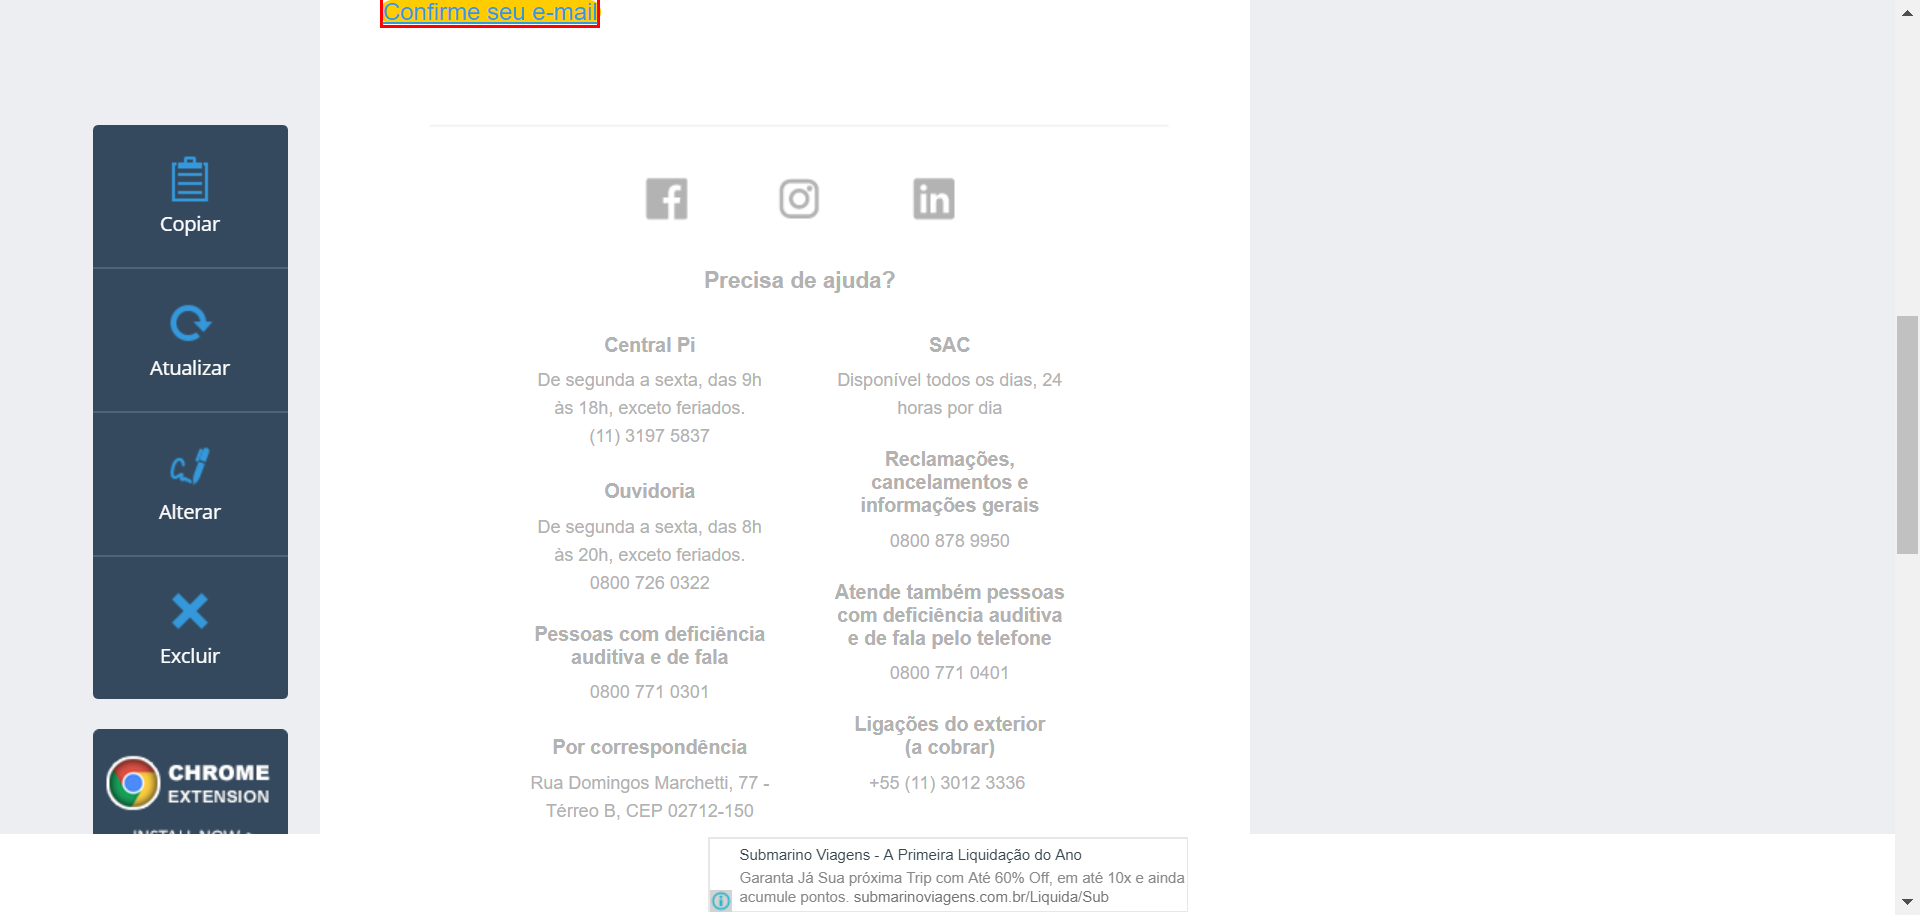 Confirme seu e-mail
Copiar
Atualizar
Alterar
Excluir
CHROME
EXTENSION
Precisa de ajuda?
Central Pi
De segunda a sexta, das 9h
às 18h, exceto feriados.
(11) 3197 5837
Ouvidoria
De segunda a sexta, das 8h
às 20h, exceto feriados.
0800 726 0322
Pessoas com deficiência
auditiva e de fala
0800 771 0301
Por correspondência
Rua Domingos Marchetti, 77 -
Térreo B, CEP 02712-150
SAC
Disponível todos os dias, 24
horas por dia
Reclamações,
cancelamentos e
informações gerais
0800 878 9950
Atende também pessoas
com deficiência auditiva
e de fala pelo telefone
0800 771 0401
Ligações do exterior
(a cobrar)
+55 (11) 3012 3336
Submarino Viagens - A Primeira Liquidação do Ano
Garanta Já Sua próxima Trip com Até 60% Off, em até 10x e ainda
acumule pontos. submarinoviagens.com.br/Liquida/Sub